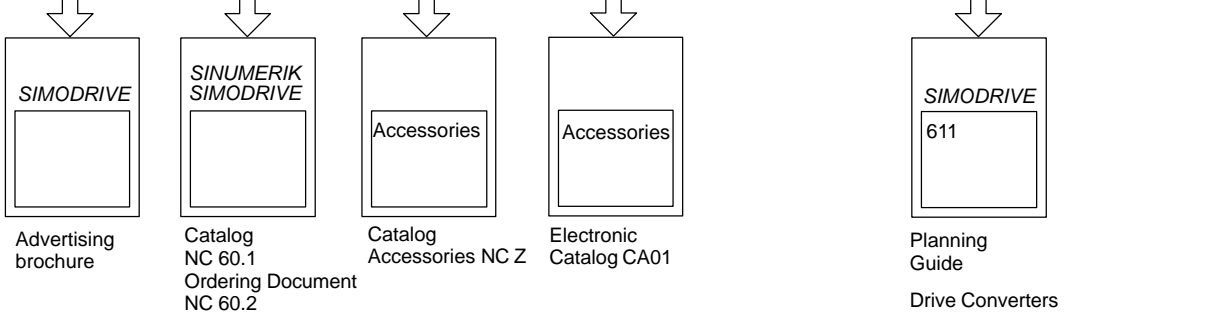 SIMODRIVE
Advertising
brochure
SINUMERIK
SIMODRIVE
Catalog
NC 60.1
Ordering Document
NC 60.2
Accessories
Catalog
Accessories NC Z
Accessories
Electronic
Catalog CA01
SIMODRIVE
611
Planning
Guide
Drive Converters